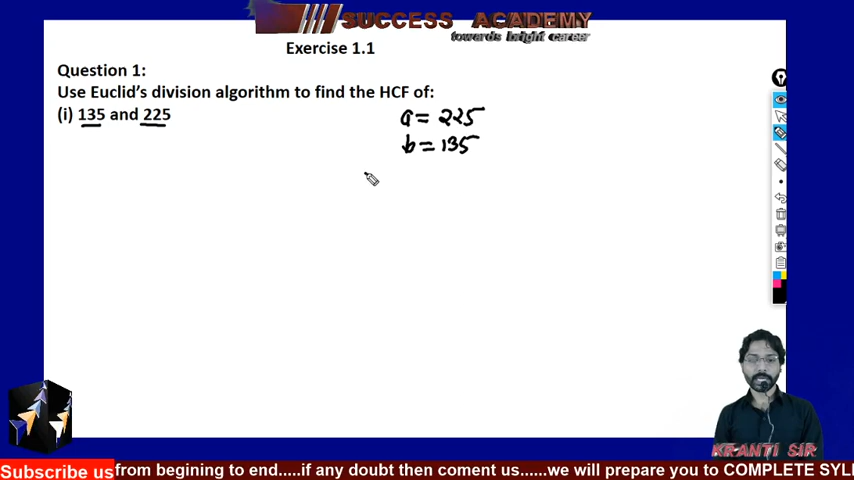 SUCCESS ACADEMY
towards bright career
Exercise 1.1
Question 1:
Use Euclid's division algorithm to find the HCF of:
(i) 135 and 225
a = 225
b = 135
KRANTI SIR
Subscribe us from begining to end.....if any doubt then coment us......we will prepare you to COMPLETE SYL